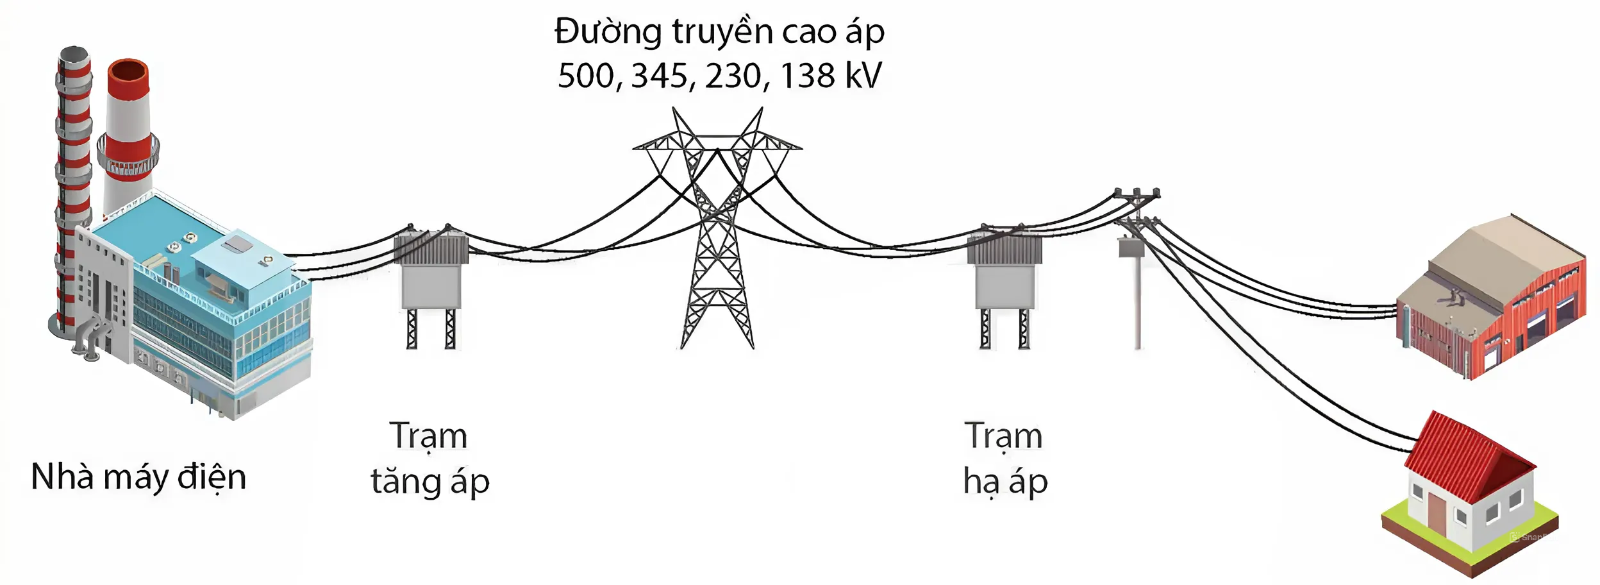 Đường truyền cao áp
500, 345, 230, 138 kV
Nhà máy điện
Trạm
tăng áp
Trạm
hạ áp